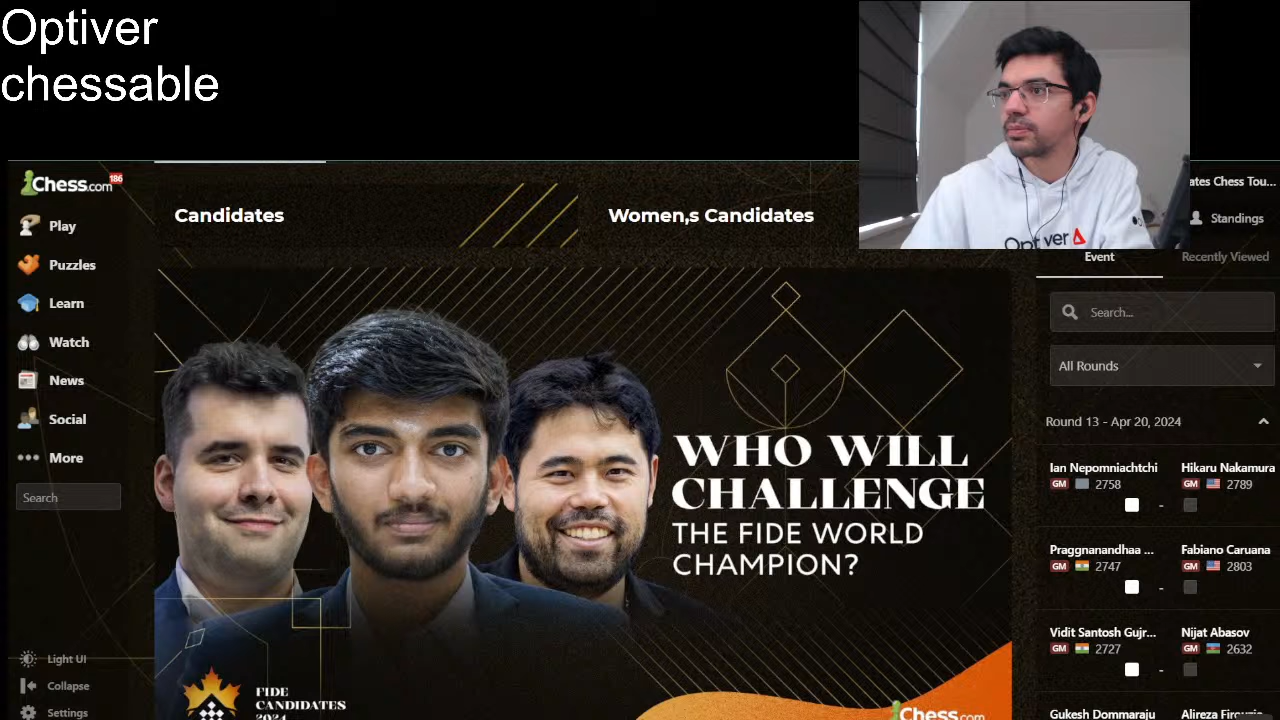 Optiver
chessable
Chess.com
186
Play
Puzzles
Learn
Watch
News
Social
More
Search
Light UI
Collapse
Settings
Candidates
Women,s Candidates
WHO WILL
CHALLENGE
THE FIDE WORLD
CHAMPION?
FIDE
CANDIDATES
2024
Chess.com
Optiver
ates Chess Tou...
Standings
Event
Recently Viewed
Search...
All Rounds
Round 13 - Apr 20, 2024
Ian Nepomniachtchi Hikaru Nakamura
GM 2758 GM 2789
-
Praggnanandhaa ... Fabiano Caruana
GM 2747 GM 2803
-
Vidit Santosh Gujr... Nijat Abasov
GM 2727 GM 2632
-
Gukesh Dommaraju Alireza